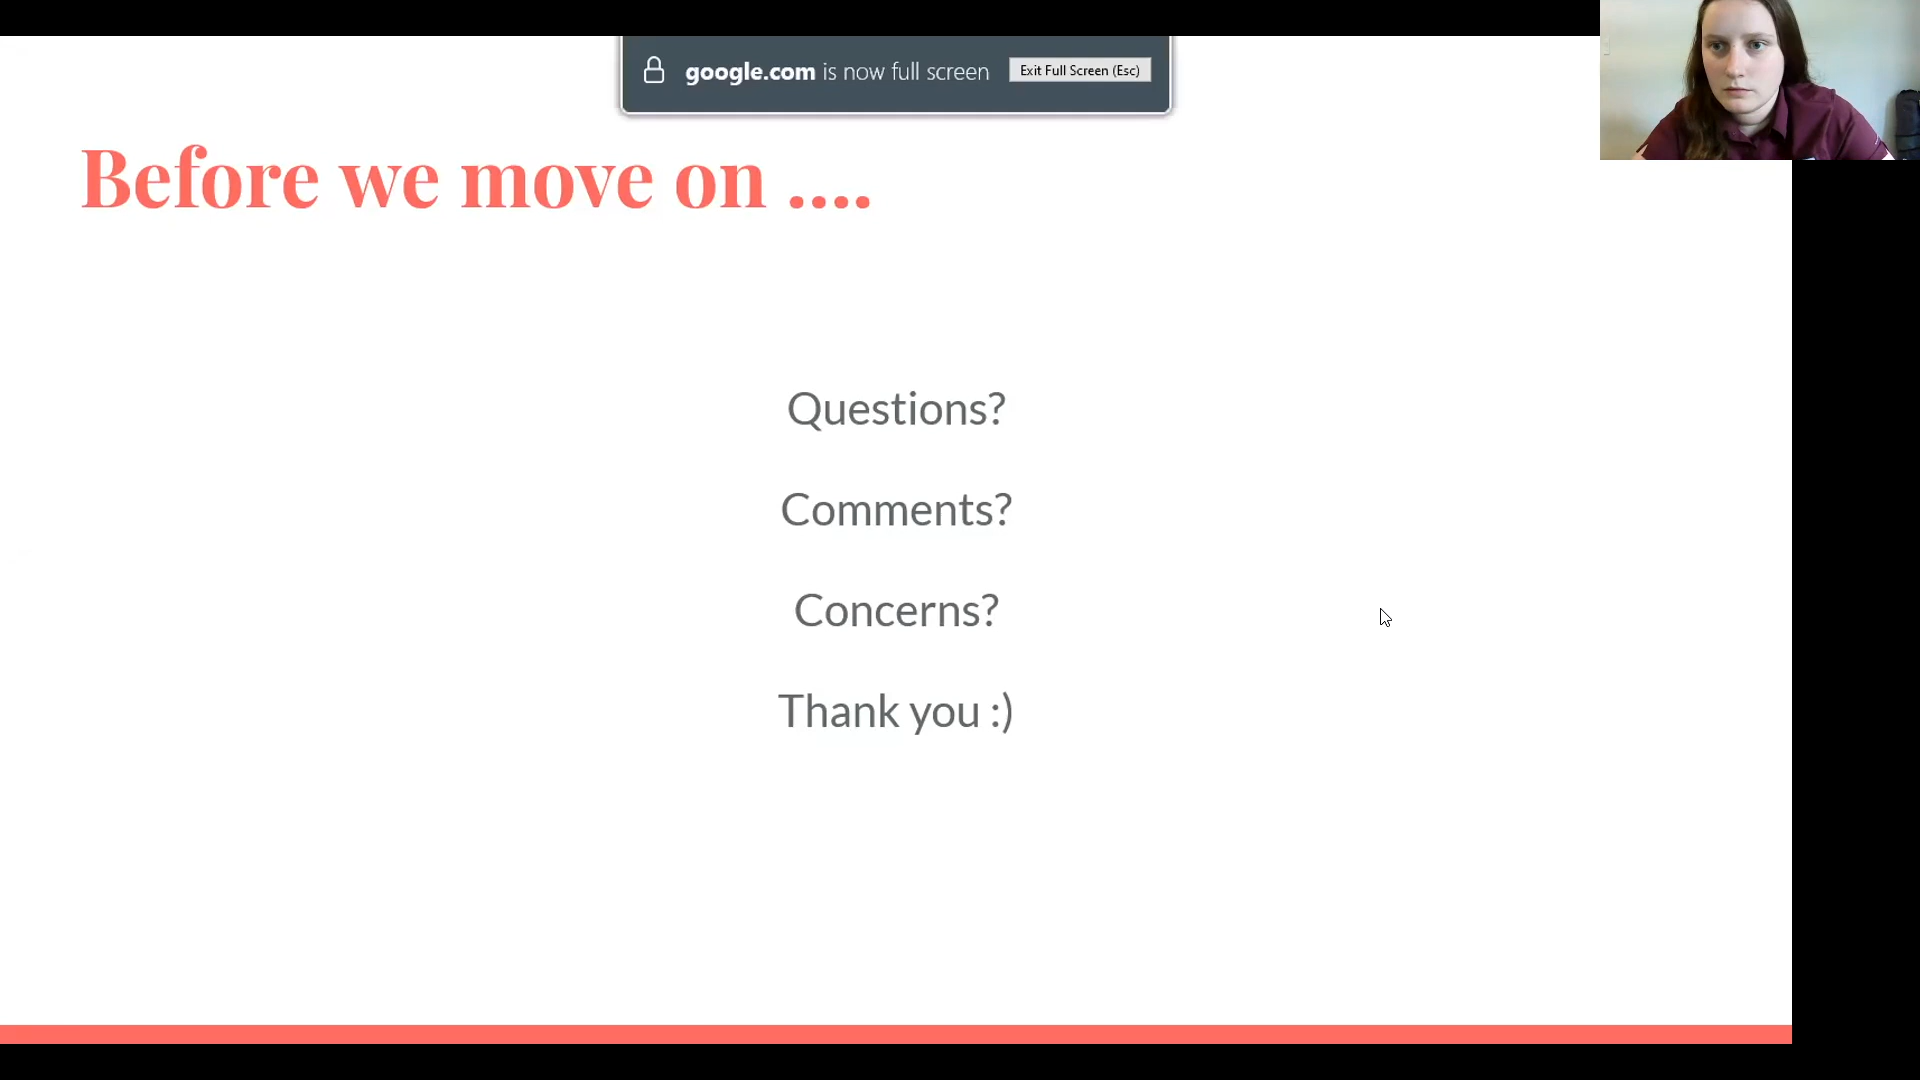 google.com is now full screen
Exit Full Screen (Esc)
Before we move on ....
Questions?
Comments?
Concerns?
Thank you :)